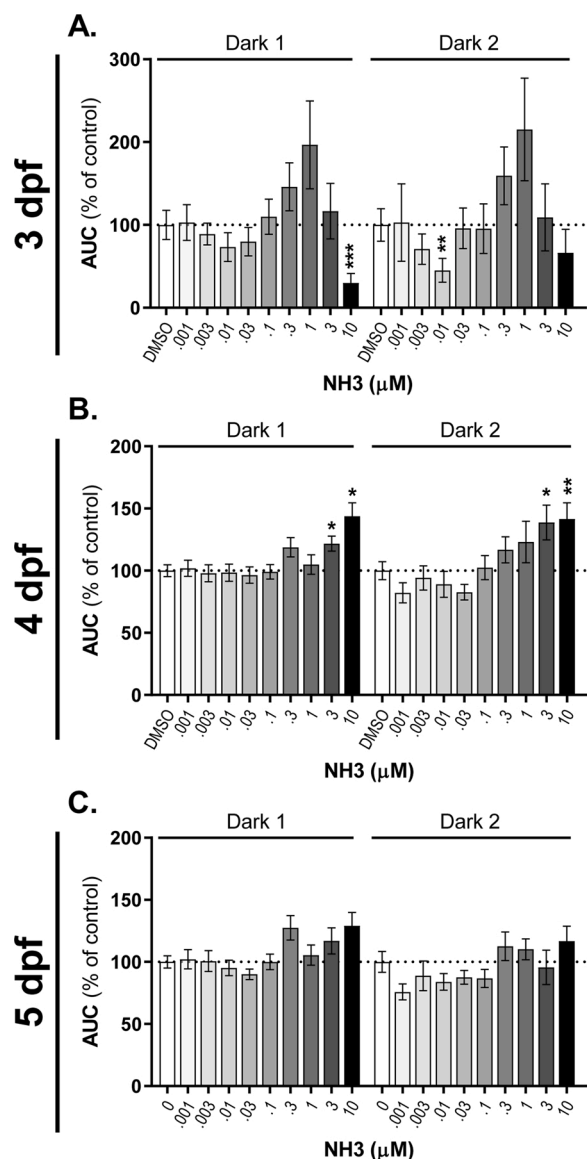 A.
Dark 1 Dark 2
3 dpf
AUC (% of control)
300
200
100
0
*** **
DMSO .001 .003 .01 .03 .1 .3 1 3 10 DMSO .001 .003 .01 .03 .1 .3 1 3 10
NH3 (μM)
B.
Dark 1 Dark 2
4 dpf
AUC (% of control)
200
150
100
50
0
* * * **
DMSO .001 .003 .01 .03 .1 .3 1 3 10 DMSO .001 .003 .01 .03 .1 .3 1 3 10
NH3 (μM)
C.
Dark 1 Dark 2
5 dpf
AUC (% of control)
200
150
100
50
0
0 .001 .003 .01 .03 .1 .3 1 3 10 0 .001 .003 .01 .03 .1 .3 1 3 10
NH3 (μM)